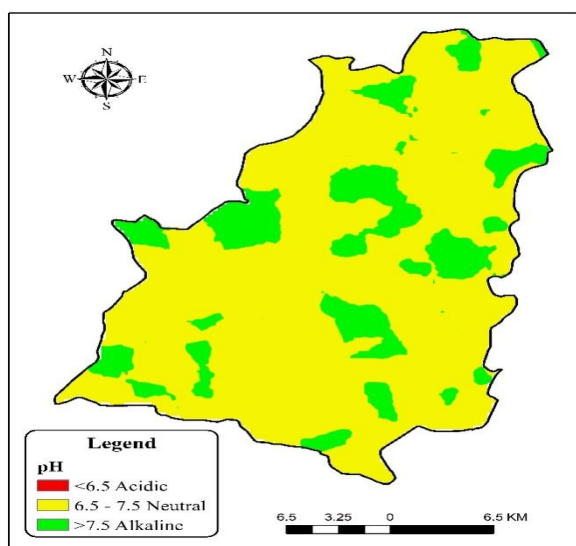 N
W E
S
Legend
pH
<6.5 Acidic
6.5 - 7.5 Neutral
>7.5 Alkaline
6.5 3.25 0 6.5 KM